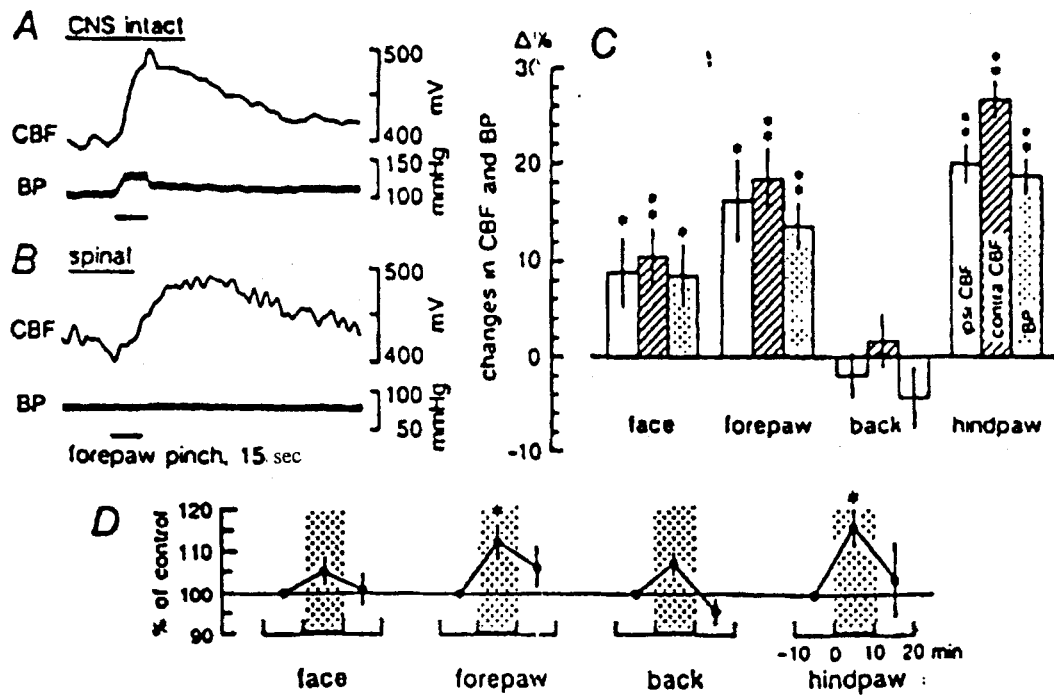 A CNS intact
CBF
500
400
mV
BP
150
100
mmHg
B spinal
CBF
500
400
mV
BP
100
50
mmHg
forepaw pinch, 15 sec
C
Δ%
30
20
10
0
-10
changes in CBF and BP
* ** *
* ** **
** ** **
ipsi CBF
contra CBF
BP
face forepaw back hindpaw
D
% of control
120
110
100
90
* *
-10 0 10 20 min
face forepaw back hindpaw